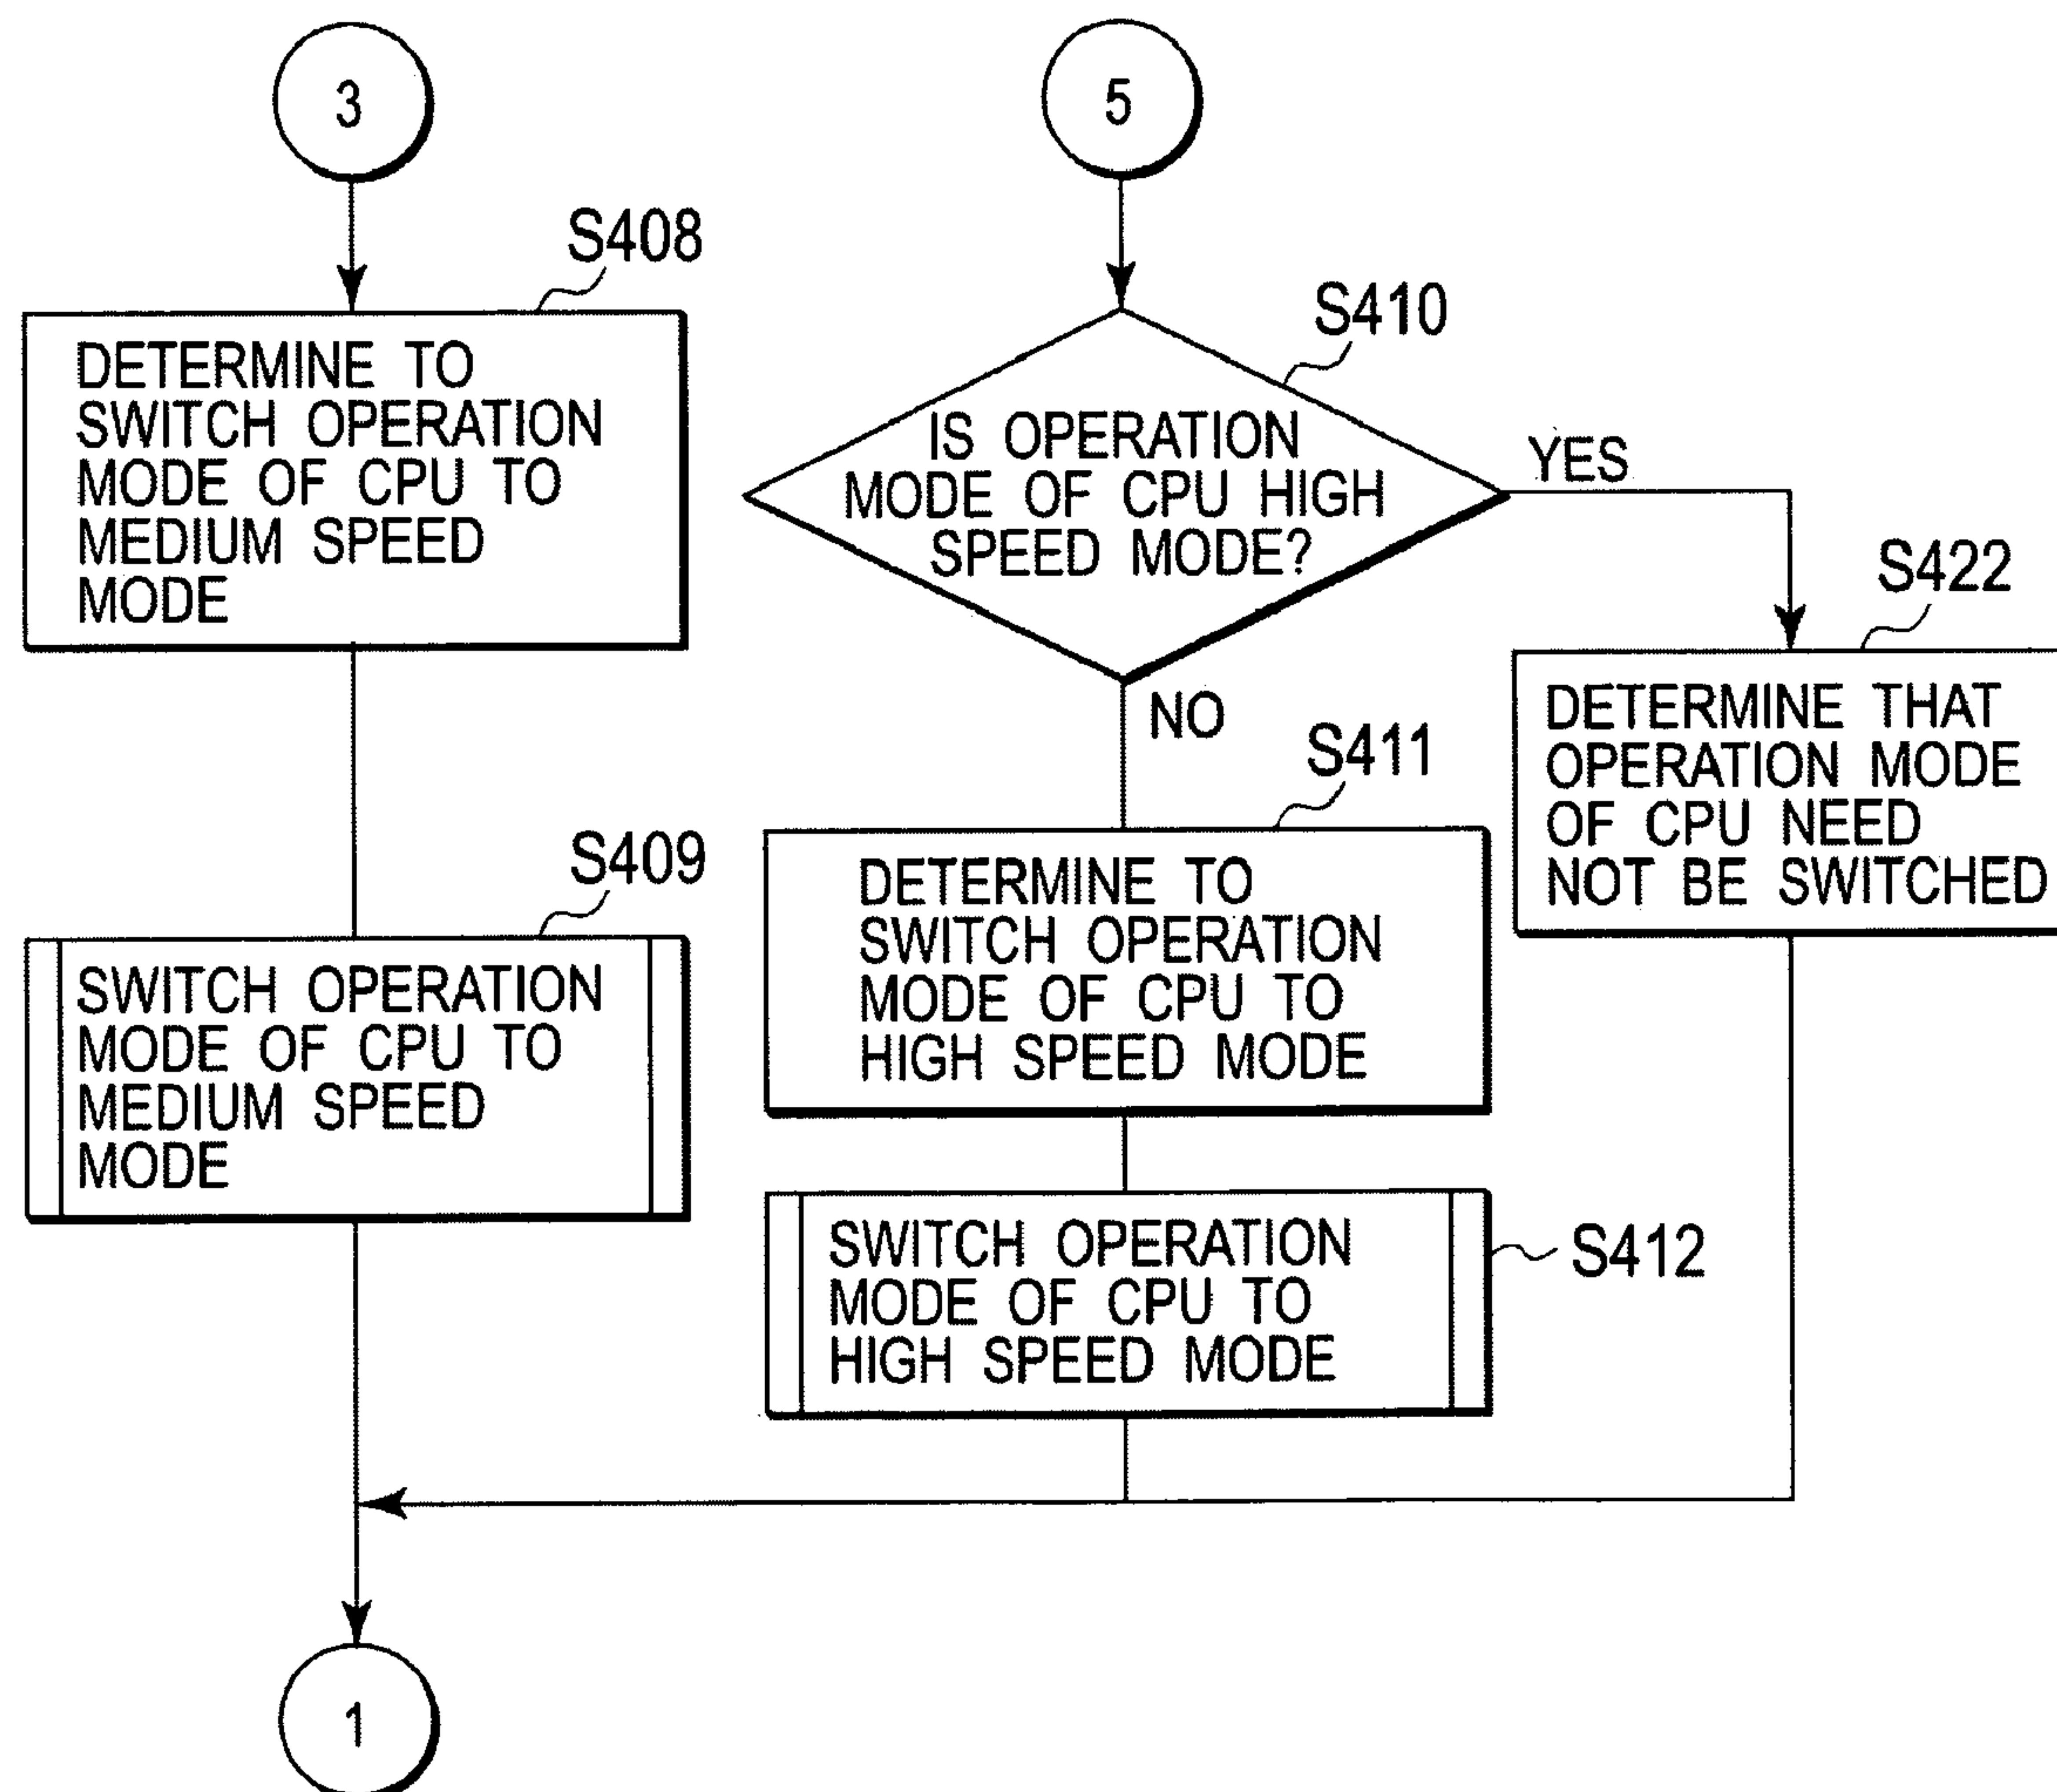 3
S408
DETERMINE TO
SWITCH OPERATION
MODE OF CPU TO
MEDIUM SPEED
MODE
S409
SWITCH OPERATION
MODE OF CPU TO
MEDIUM SPEED
MODE
5
S410
IS OPERATION
MODE OF CPU HIGH
SPEED MODE?
YES
NO
S422
DETERMINE THAT
OPERATION MODE
OF CPU NEED
NOT BE SWITCHED
S411
DETERMINE TO
SWITCH OPERATION
MODE OF CPU TO
HIGH SPEED MODE
SWITCH OPERATION
MODE OF CPU TO
HIGH SPEED MODE
S412
1